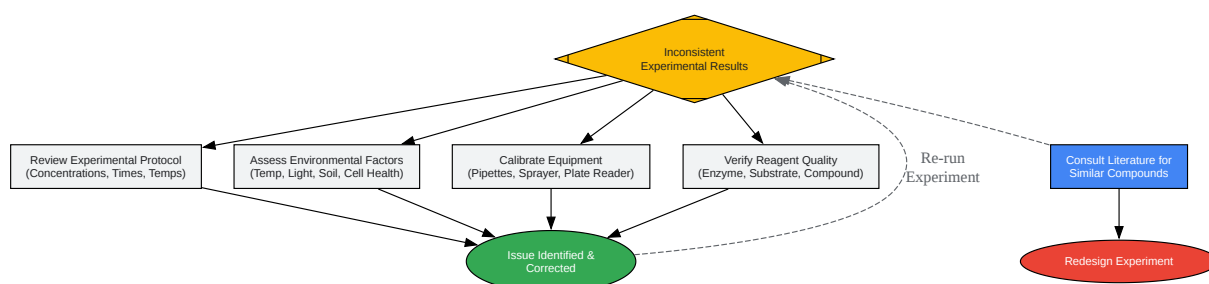 Inconsistent
Experimental Results
Review Experimental Protocol
(Concentrations, Times, Temps)
Assess Environmental Factors
(Temp, Light, Soil, Cell Health)
Calibrate Equipment
(Pipettes, Sprayer, Plate Reader)
Verify Reagent Quality
(Enzyme, Substrate, Compound)
Re-run
Experiment
Consult Literature for
Similar Compounds
Issue Identified &
Corrected
Redesign Experiment